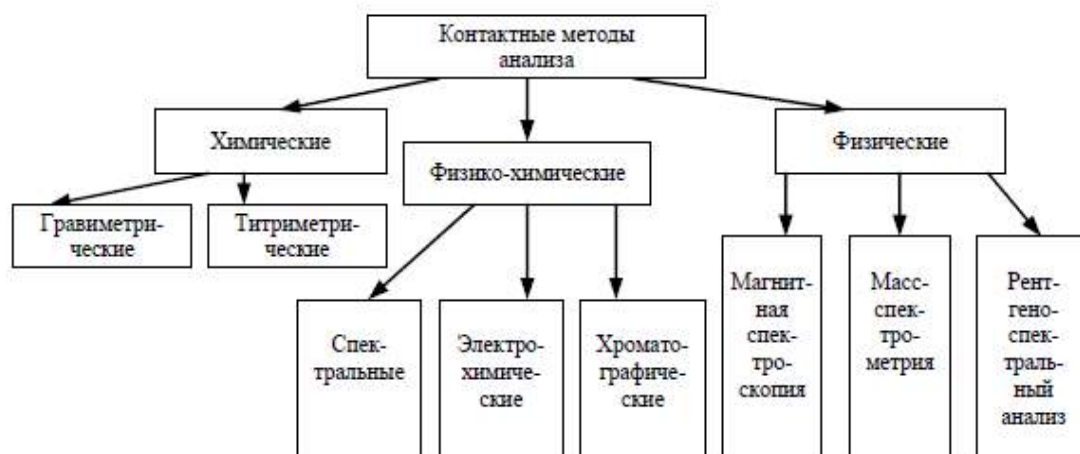 Контактные методы
анализа
Химические
Физико-химические
Физические
Гравиметри-
ческие
Титриметри-
ческие
Спек-
тральные
Электро-
химиче-
ские
Хромато-
графиче-
ские
Магнит-
ная
спек-
тро-
скопия
Масс-
спек-
тро-
метрия
Рент-
гено-
спек-
траль-
ный
анализ